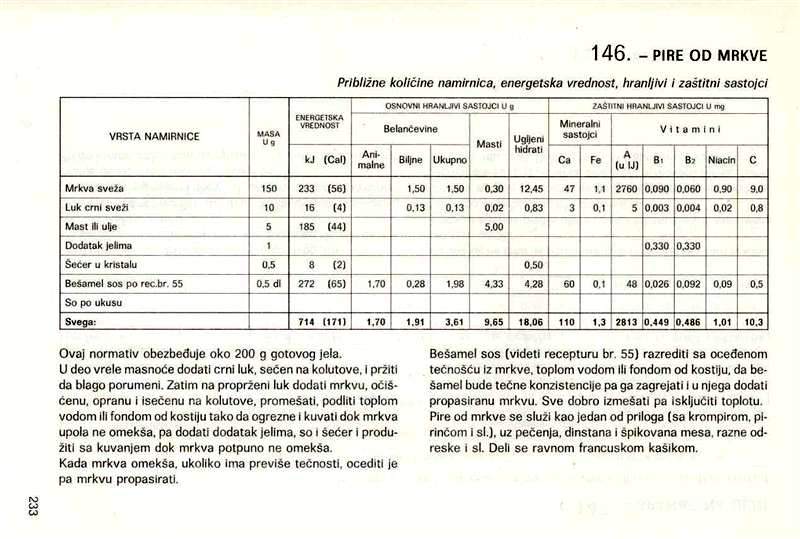 146. – PIRE OD MRKVE
Približne količine namirnica, energetska vrednost, hranljivi i zaštitni sastojci
VRSTA NAMIRNICE MASA U g ENERGETSKA VREDNOST OSNOVNI HRANLJIVI SASTOJCI U g ZAŠTITNI HRANLJIVI SASTOJCI U mg
Belančevine Masti Ugljeni hidrati Mineralni sastojci Vitamini
kJ (Cal) Ani-malne Biljne Ukupno Ca Fe A (u IJ) B1 B2 Niacin C
Mrkva sveža 150 233 (56) 1,50 1,50 0,30 12,45 47 1,1 2760 0,090 0,060 0,90 9,0
Luk crni sveži 10 16 (4) 0,13 0,13 0,02 0,83 3 0,1 5 0,003 0,004 0,02 0,8
Mast ili ulje 5 185 (44) 5,00
Dodatak jelima 1 0,330 0,330
Šećer u kristalu 0,5 8 (2) 0,50
Bešamel sos po rec.br. 55 0,5 dl 272 (65) 1,70 0,28 1,98 4,33 4,28 60 0,1 48 0,026 0,092 0,09 0,5
So po ukusu
Svega: 714 (171) 1,70 1,91 3,61 9,65 18,06 110 1,3 2813 0,449 0,486 1,01 10,3
Ovaj normativ obezbeđuje oko 200 g gotovog jela.
U deo vrele masnoće dodati crni luk, sečen na kolutove, i pržiti
da blago porumeni. Zatim na proprženi luk dodati mrkvu, očiš-
ćenu, opranu i isečenu na kolutove, promešati, podliti toplom
vodom ili fondom od kostiju tako da ogrezne i kuvati dok mrkva
upola ne omekša, pa dodati dodatak jelima, so i šećer i produ-
žiti sa kuvanjem dok mrkva potpuno ne omekša.
Kada mrkva omekša, ukoliko ima previše tečnosti, ocediti je
pa mrkvu propasirati.
Bešamel sos (videti recepturu br. 55) razrediti sa oceđenom
tečnošću iz mrkve, toplom vodom ili fondom od kostiju, da be-
šamel bude tečne konzistencije pa ga zagrejati i u njega dodati
propasiranu mrkvu. Sve dobro izmešati pa isključiti toplotu.
Pire od mrkve se služi kao jedan od priloga (sa krompirom, pi-
rinčom i sl.), uz pečenja, dinstana i špikovana mesa, razne od-
reske i sl. Deli se ravnom francuskom kašikom.
233